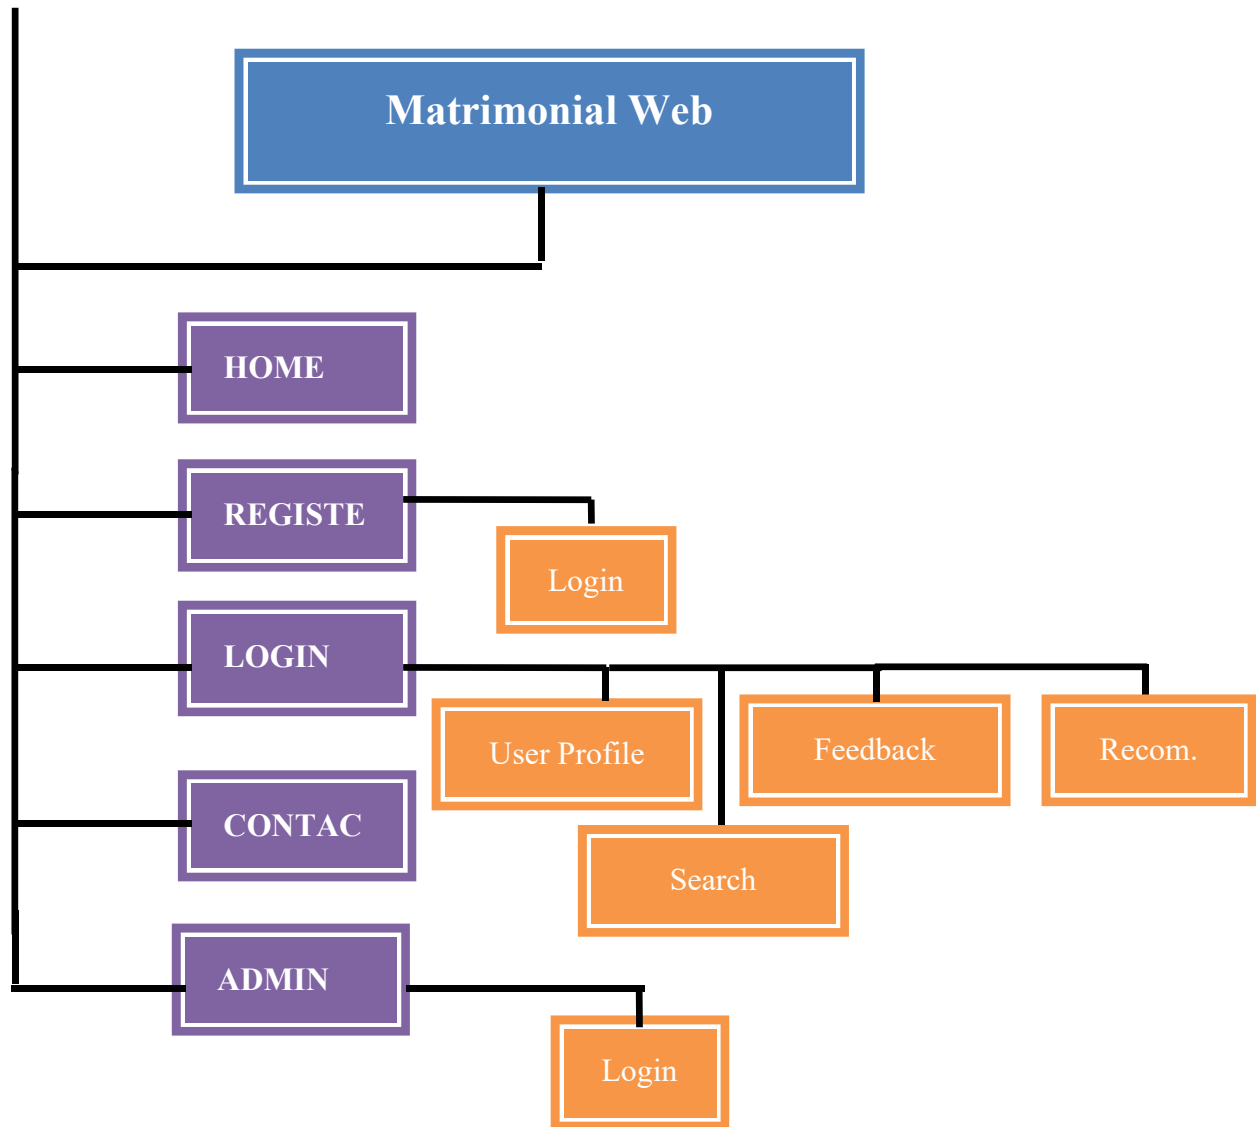 Matrimonial Web
HOME
REGISTE
Login
LOGIN
User Profile
Feedback
Recom.
CONTAC
Search
ADMIN
Login